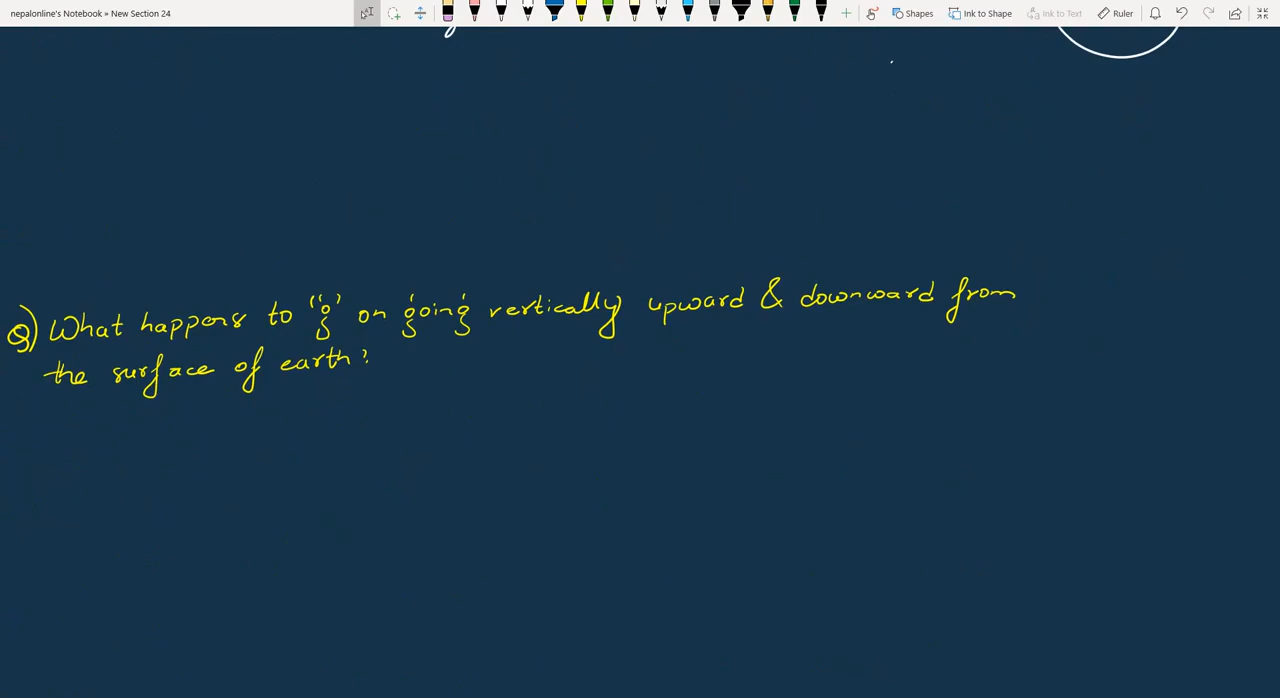 nepalonline's Notebook » New Section 24
Shapes Ink to Shape Ink to Text Ruler
Q) What happens to "g" on going vertically upward & downward from
the surface of earth?